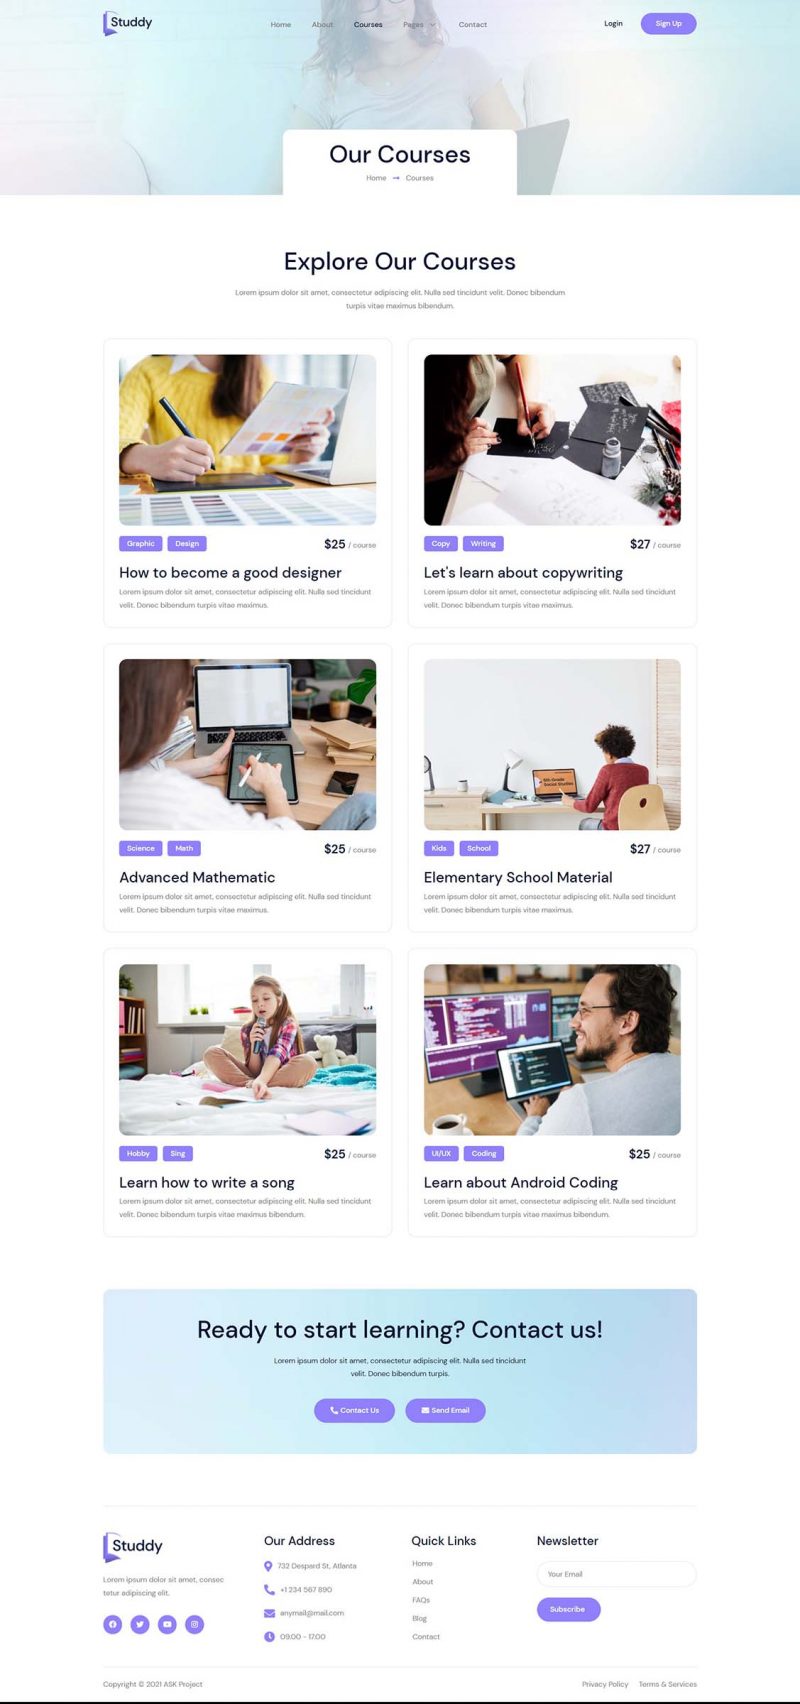 Studdy
Home About Courses Pages Contact
Login Sign Up
Our Courses
Home → Courses
Explore Our Courses
Lorem ipsum dolor sit amet, consectetur adipiscing elit. Nulla sed tincidunt velit. Donec bibendum
turpis vitae maximus bibendum.
Graphic Design $25 / course
How to become a good designer
Lorem ipsum dolor sit amet, consectetur adipiscing elit. Nulla sed tincidunt
velit. Donec bibendum turpis vitae maximus.
Copy Writing $27 / course
Let's learn about copywriting
Lorem ipsum dolor sit amet, consectetur adipiscing elit. Nulla sed tincidunt
velit. Donec bibendum turpis vitae maximus.
Science Math $25 / course
Advanced Mathematic
Lorem ipsum dolor sit amet, consectetur adipiscing elit. Nulla sed tincidunt
velit. Donec bibendum turpis vitae maximus.
6th Grade
Social Studies
Kids School $27 / course
Elementary School Material
Lorem ipsum dolor sit amet, consectetur adipiscing elit. Nulla sed tincidunt
velit. Donec bibendum turpis vitae maximus.
Hobby Sing $25 / course
Learn how to write a song
Lorem ipsum dolor sit amet, consectetur adipiscing elit. Nulla sed tincidunt
velit. Donec bibendum turpis vitae maximus bibendum.
UI/UX Coding $25 / course
Learn about Android Coding
Lorem ipsum dolor sit amet, consectetur adipiscing elit. Nulla sed tincidunt
velit. Donec bibendum turpis vitae maximus bibendum.
Ready to start learning? Contact us!
Lorem ipsum dolor sit amet, consectetur adipiscing elit. Nulla sed tincidunt
velit. Donec bibendum turpis.
Contact Us Send Email
Studdy
Lorem ipsum dolor sit amet, consec
tetur adipiscing elit.
Our Address
732 Despard St, Atlanta
+1 234 567 890
anymail@mail.com
09:00 - 17:00
Quick Links
Home
About
FAQs
Blog
Contact
Newsletter
Your Email
Subscribe
Copyright © 2021 ASK Project
Privacy Policy Terms & Services